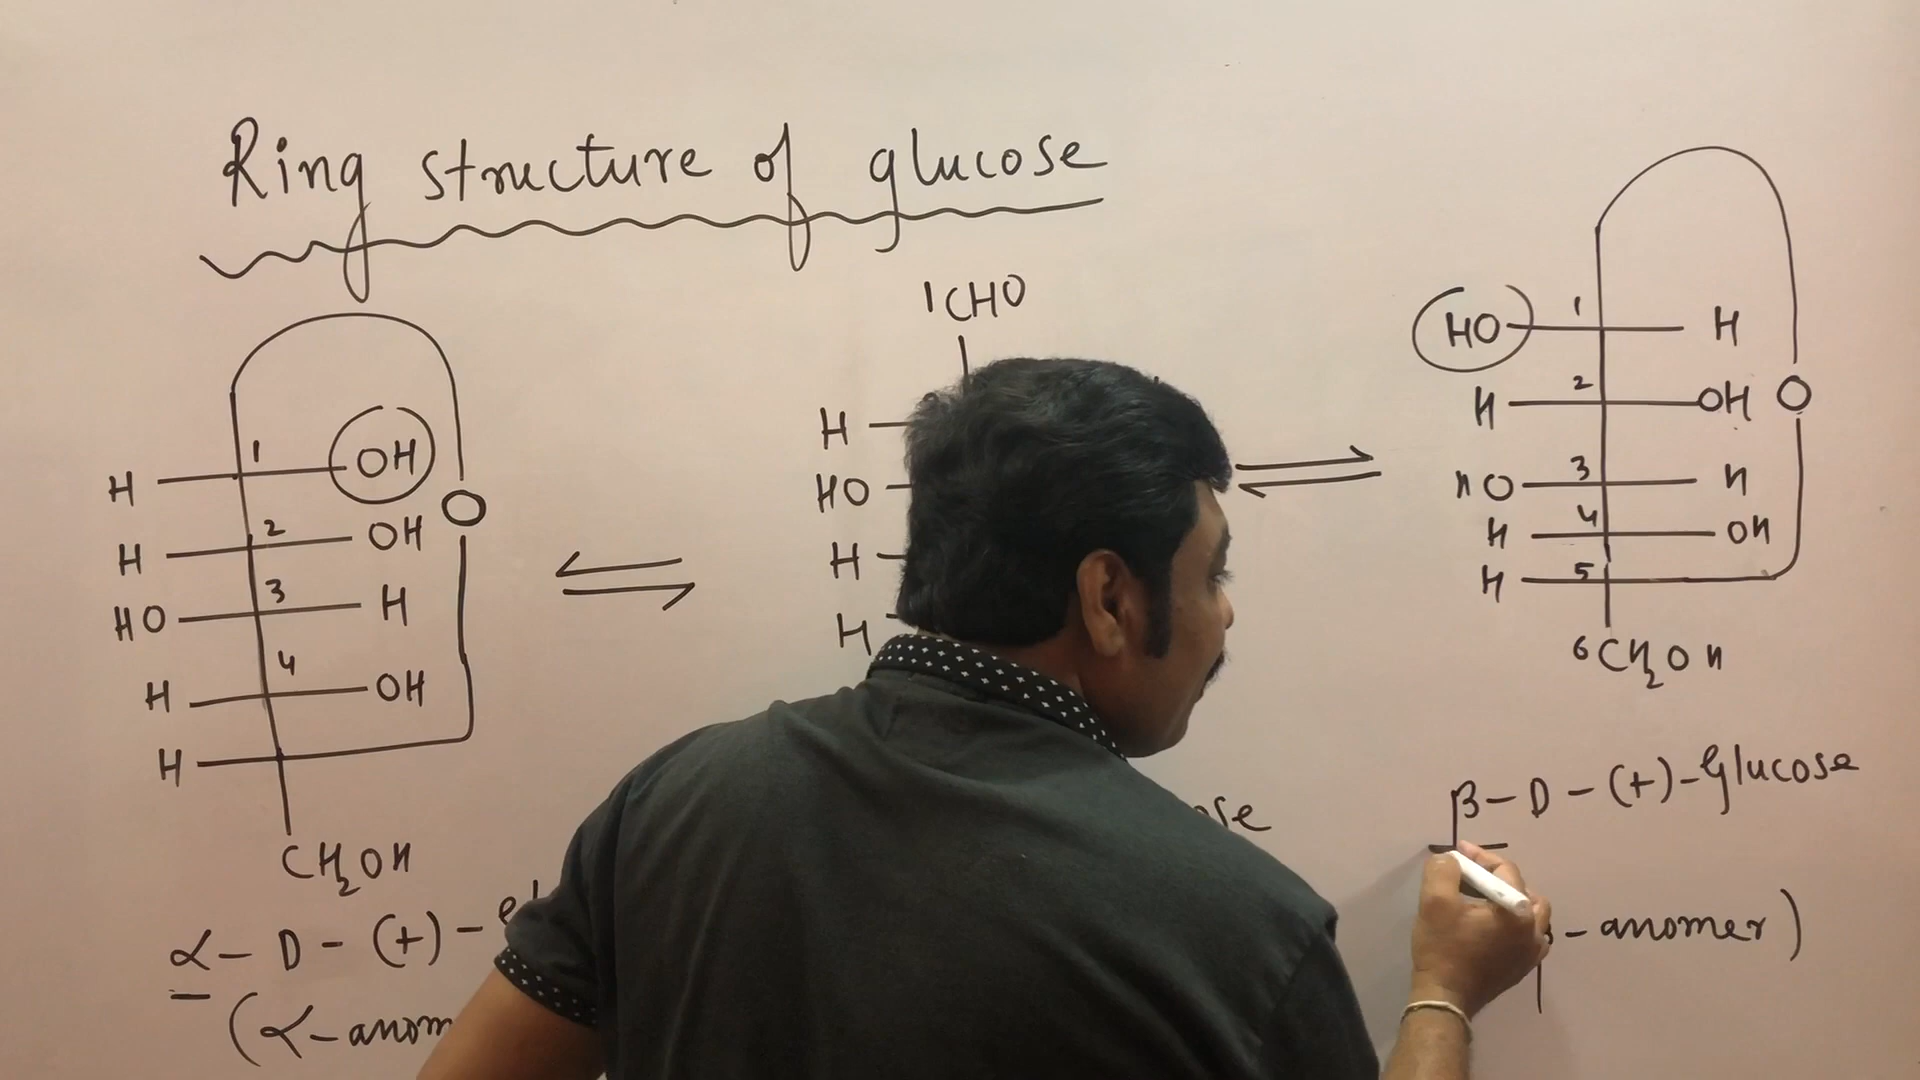 Ring structure of glucose
1 OH
H
2 OH
H
3 H
HO
4 OH
H
H
O
CH2OH
α- D - (+) -
(α-anom
1CHO
H
HO
H
H
ose
HO 1 H
H 2 OH O
HO 3 H
H 4 OH
H 5
6CH2OH
β- D - (+) - Glucose
- anomer)